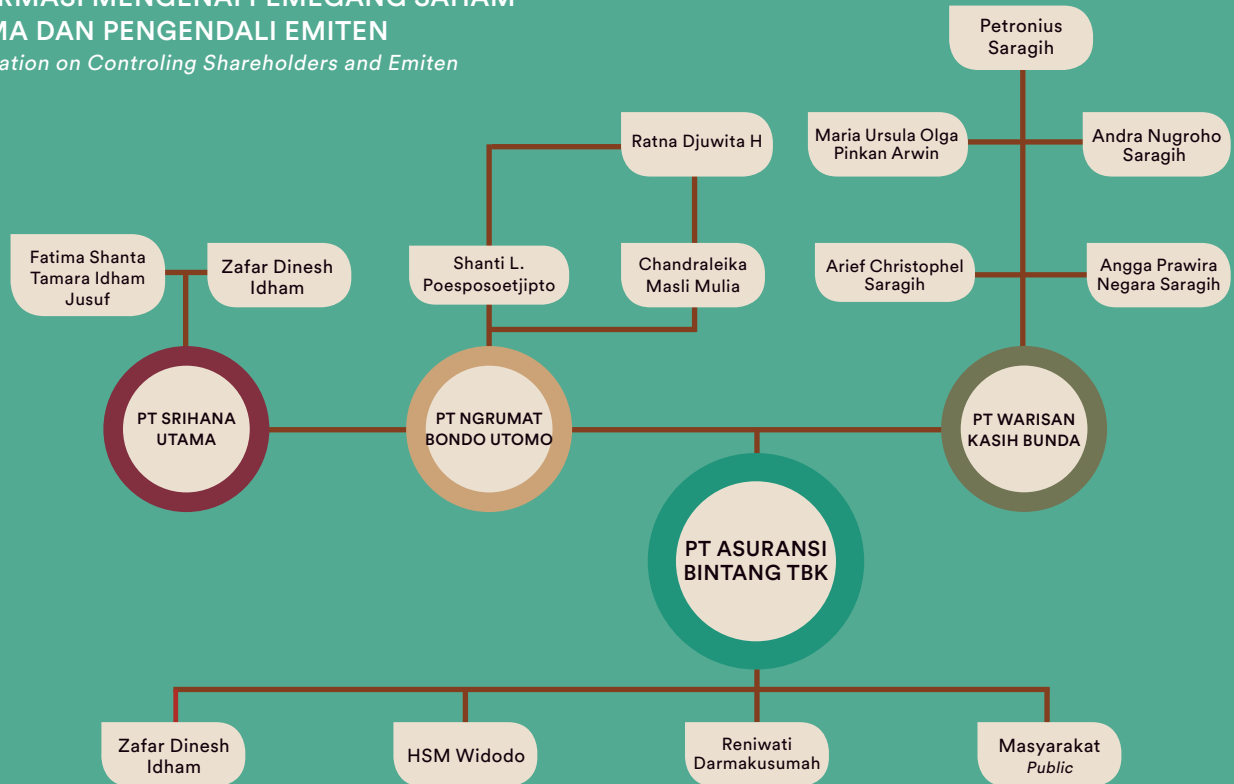 MA DAN PENGENDALI EMITEN
ation on Controling Shareholders and Emiten
Petronius
Saragih
Ratna Djuwita H
Maria Ursula Olga
Pinkan Arwin
Andra Nugroho
Saragih
Fatima Shanta
Tamara Idham
Jusuf
Zafar Dinesh
Idham
Shanti L.
Poesposoetjipto
Chandraleika
Masli Mulia
Arief Christophel
Saragih
Angga Prawira
Negara Saragih
PT SRIHANA
UTAMA
PT NGRUMAT
BONDO UTOMO
PT WARISAN
KASIH BUNDA
PT ASURANSI
BINTANG TBK
Zafar Dinesh
Idham
HSM Widodo
Reniwati
Darmakusumah
Masyarakat
Public